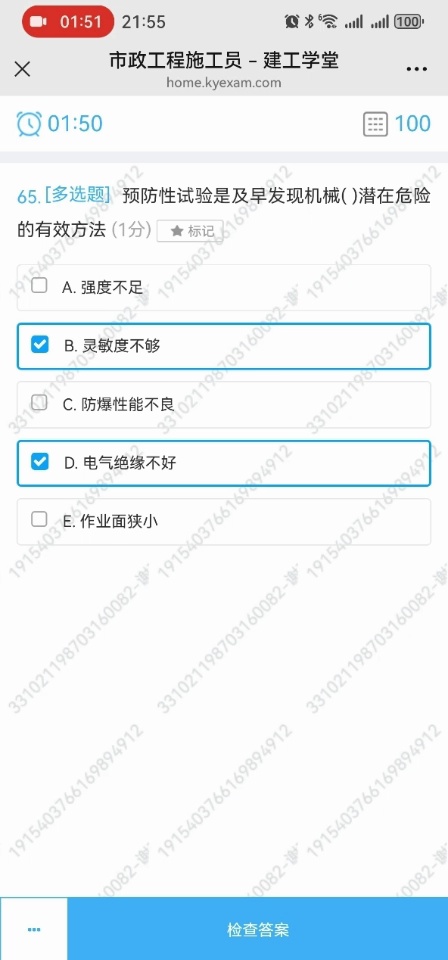 01:51 21:55 6 100
市政工程施工员 – 建工学堂
home.kyexam.com
01:50 100
65. [多选题] 预防性试验是及早发现机械( )潜在危险
的有效方法 (1分) ★ 标记
A. 强度不足
B. 灵敏度不够
C. 防爆性能不良
D. 电气绝缘不好
E. 作业面狭小
检查答案
1915403766169894912
331021198703160082-谢